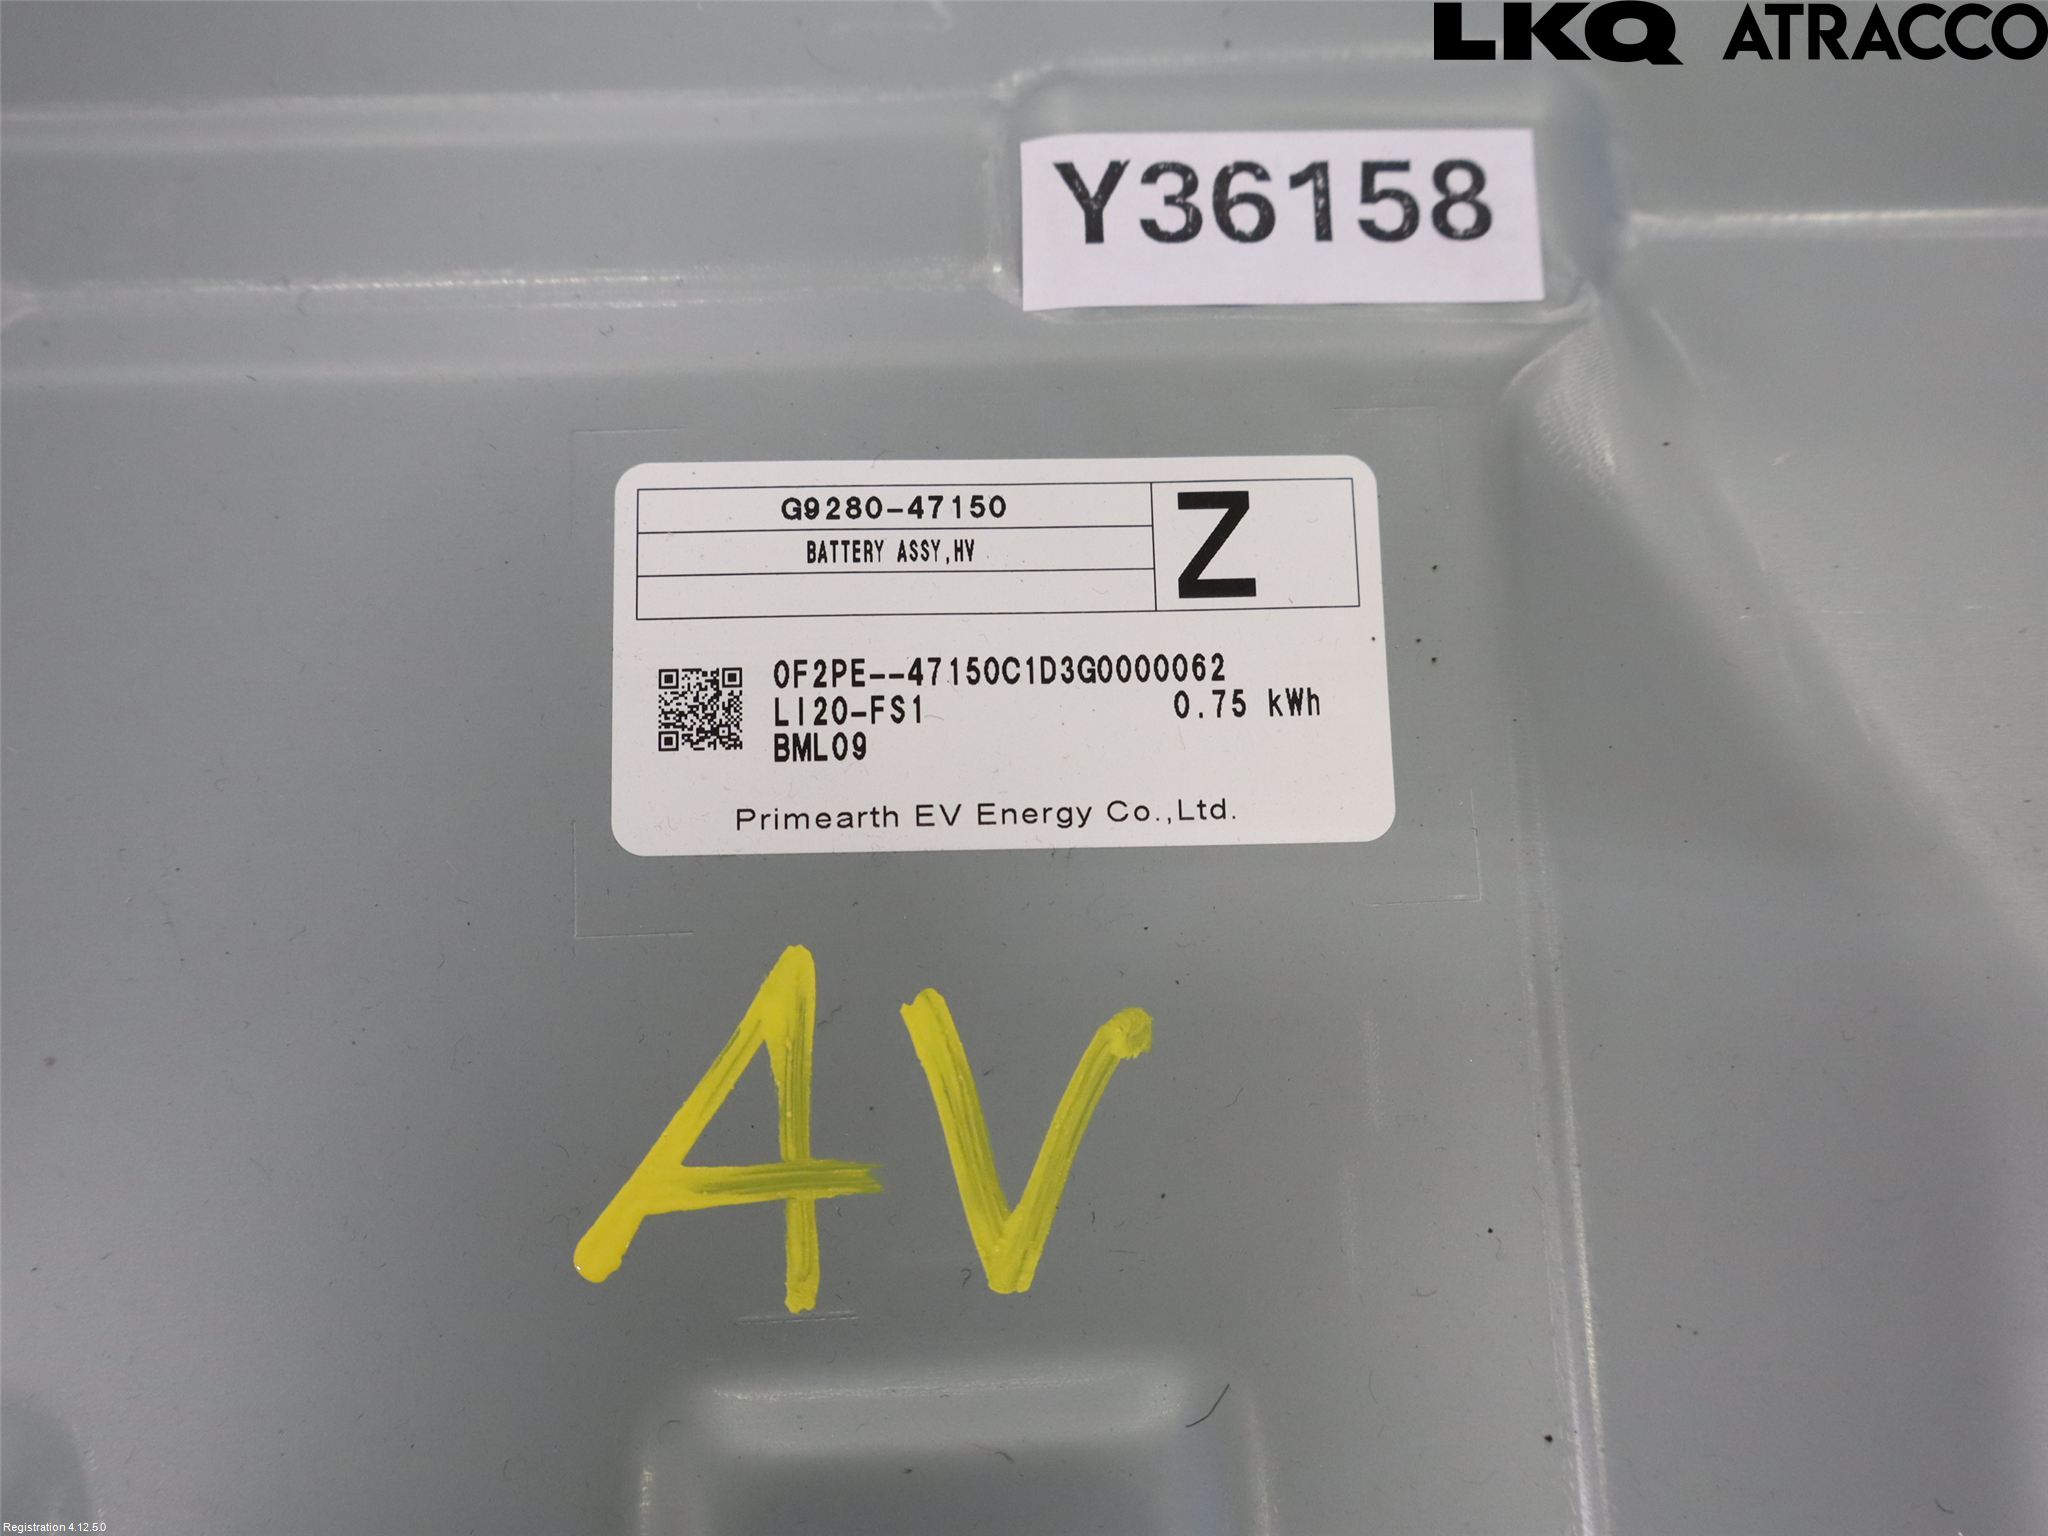 LKQ ATRACCO
Y36158
G9280-47150
Z
BATTERY ASSY,HV
0F2PE--47150C1D3G0000062
LI20-FS1 0.75 kWh
BML09
Primearth EV Energy Co.,Ltd.
AV
Registration 4.12.5.0